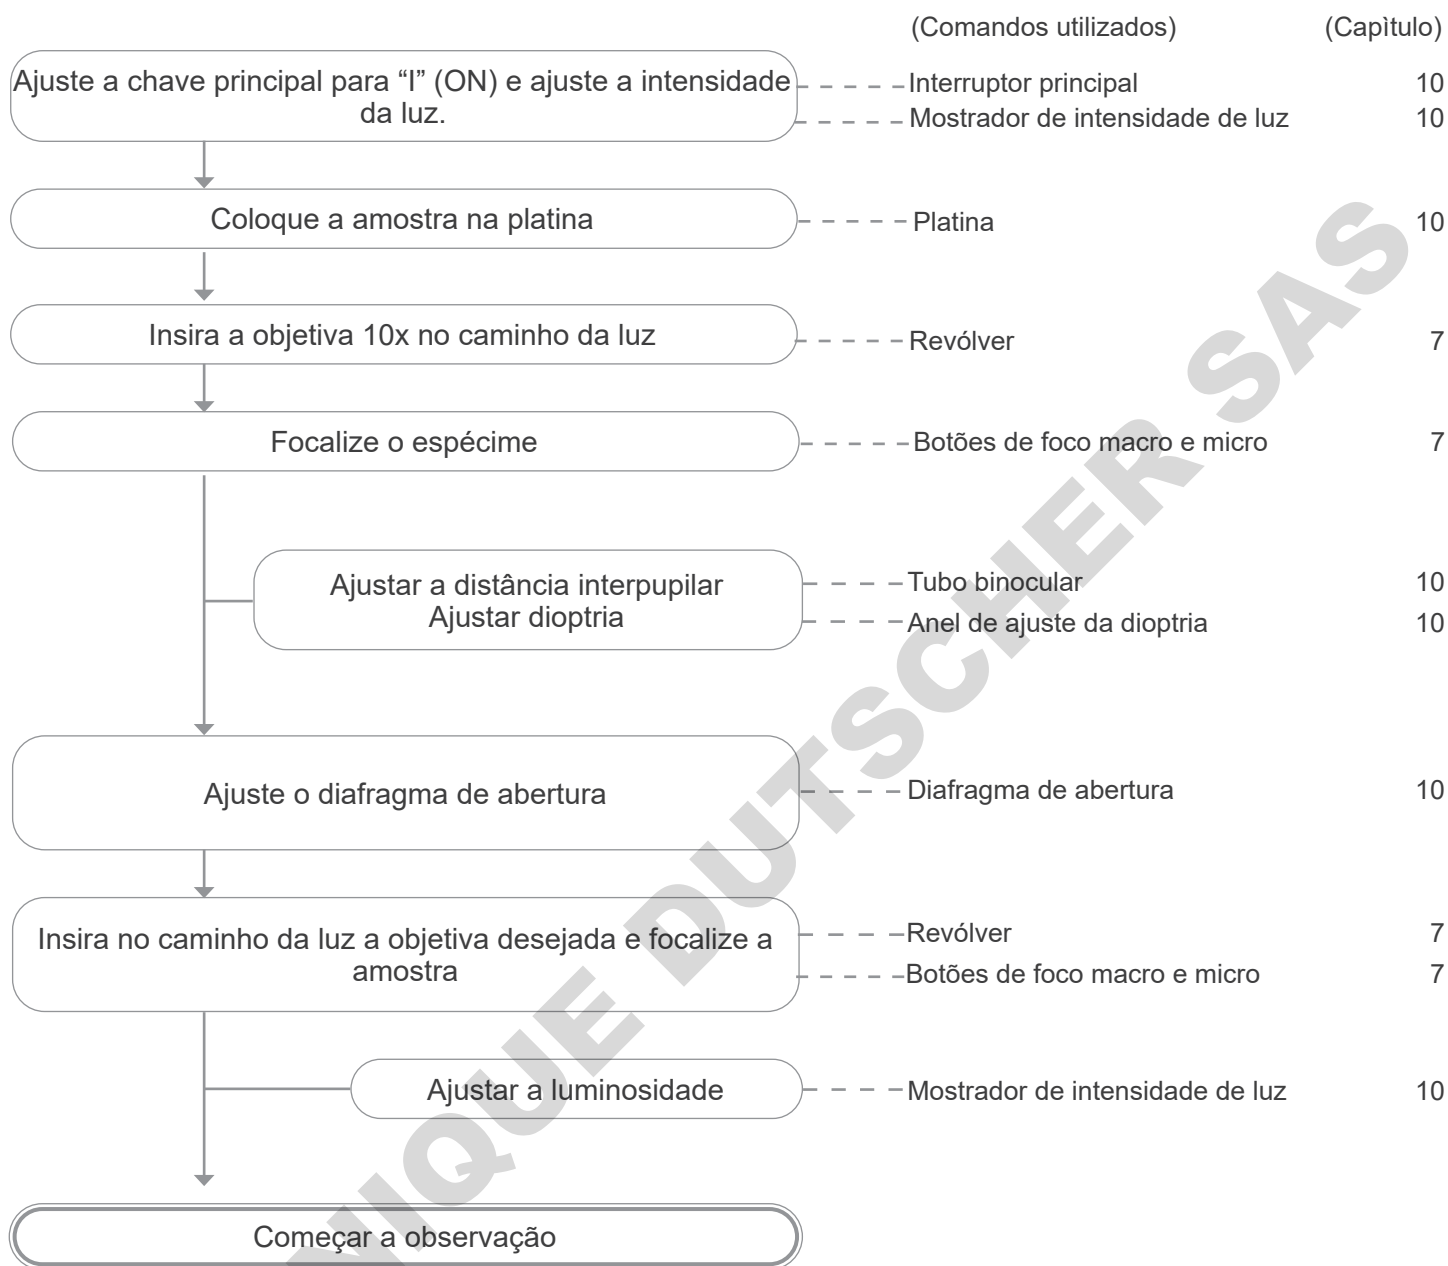 (Comandos utilizados) (Capìtulo)
Ajuste a chave principal para “I” (ON) e ajuste a intensidade
da luz.
Interruptor principal 10
Mostrador de intensidade de luz 10
Coloque a amostra na platina
Platina 10
Insira a objetiva 10x no caminho da luz
Revólver 7
Focalize o espécime
Botões de foco macro e micro 7
Ajustar a distância interpupilar
Ajustar dioptria
Tubo binocular 10
Anel de ajuste da dioptria 10
Ajuste o diafragma de abertura
Diafragma de abertura 10
Insira no caminho da luz a objetiva desejada e focalize a
amostra
Revólver 7
Botões de foco macro e micro 7
Ajustar a luminosidade
Mostrador de intensidade de luz 10
Começar a observação
NIQUE DUTSCHER SAS